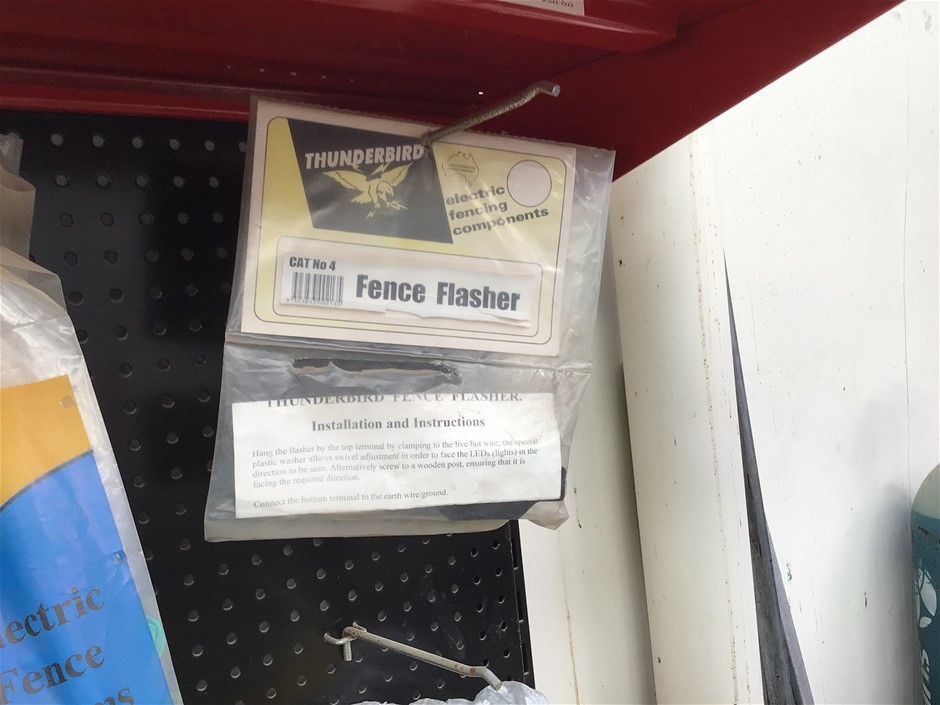 THUNDERBIRD
electric
fencing
components
CAT No 4
Fence Flasher
THUNDERBIRD FENCE FLASHER.
Installation and Instructions
Hang the flasher by the top terminal by clamping to the live/hot wire, the special
plastic washer allows swivel adjustment in order to face the LEDs (lights) in the
direction to be seen. Alternatively screw to a wooden post, ensuring that it is
facing the required direction.
Connect the bottom terminal to the earth wire/ground.
lectric
Fence